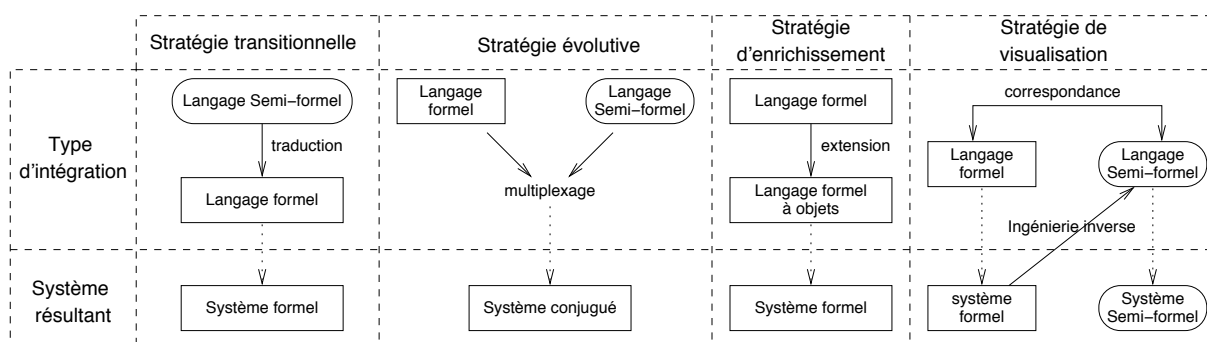 Stratégie transitionnelle
Stratégie évolutive
Stratégie
d'enrichissement
Stratégie de
visualisation
Type
d'intégration
Langage Semi−formel
traduction
Langage formel
Langage
formel
Langage
Semi−formel
multiplexage
Langage formel
extension
Langage formel
à objets
correspondance
Langage
formel
Langage
Semi−formel
Ingénierie inverse
Système
résultant
Système formel
Système conjugué
Système formel
système
formel
Système
Semi−formel